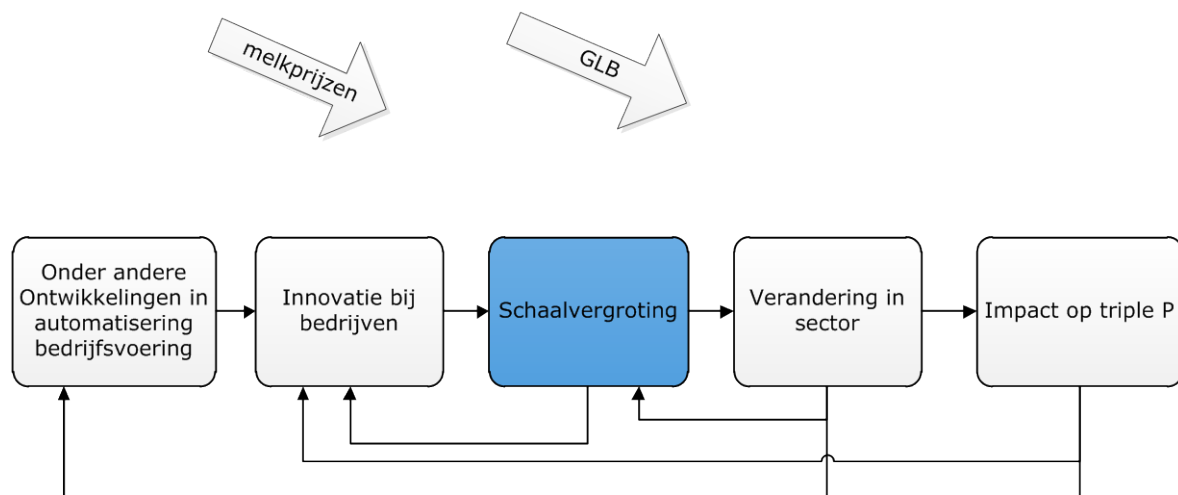 melkprijzen
GLB
Onder andere
Ontwikkelingen in
automatisering
bedrijfsvoering
Innovatie bij
bedrijven
Schaalvergroting
Verandering in
sector
Impact op triple P